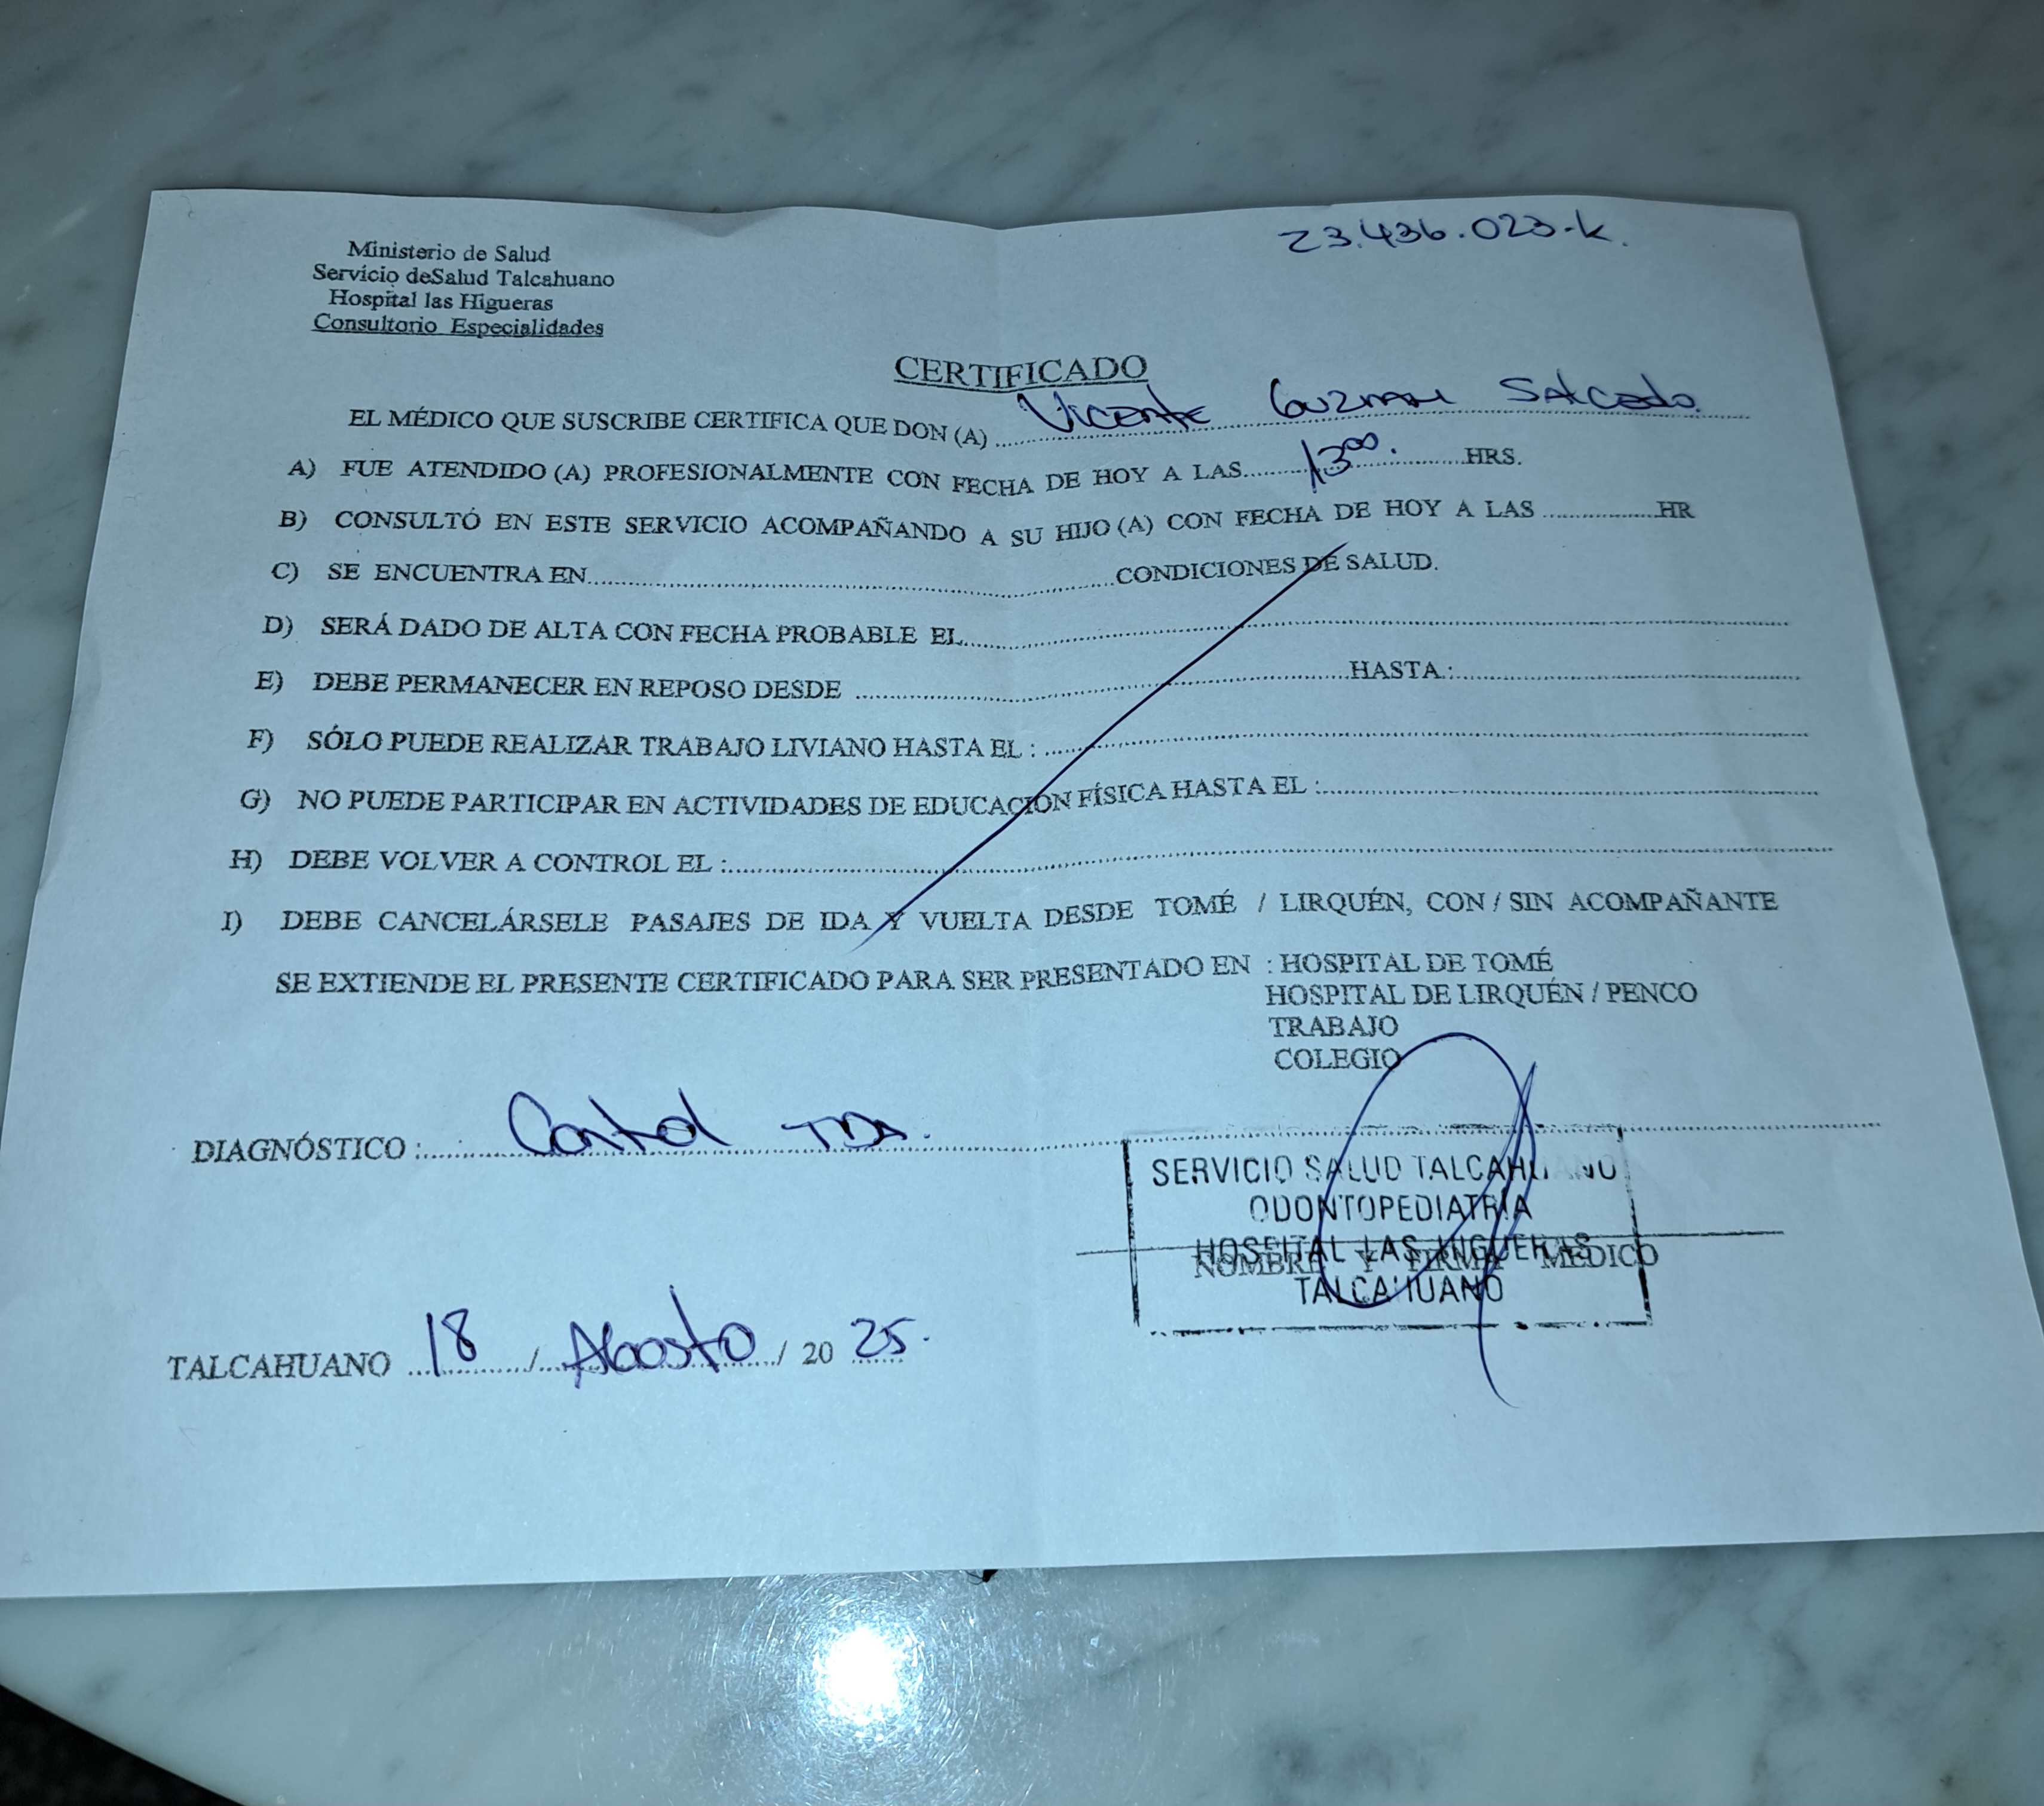 23.436.023-k.
Ministerio de Salud
Servicio deSalud Talcahuano
Hospital las Higueras
Consultorio Especialidades
CERTIFICADO
EL MÉDICO QUE SUSCRIBE CERTIFICA QUE DON (A) Vicente Guzman Salcedo.
A) FUE ATENDIDO (A) PROFESIONALMENTE CON FECHA DE HOY A LAS 13⁰⁰. HRS.
B) CONSULTÓ EN ESTE SERVICIO ACOMPAÑANDO A SU HIJO (A) CON FECHA DE HOY A LAS ............ HR
C) SE ENCUENTRA EN............ CONDICIONES DE SALUD.
D) SERÁ DADO DE ALTA CON FECHA PROBABLE EL............
E) DEBE PERMANECER EN REPOSO DESDE ............ HASTA :............
F) SÓLO PUEDE REALIZAR TRABAJO LIVIANO HASTA EL : ............
G) NO PUEDE PARTICIPAR EN ACTIVIDADES DE EDUCACIÓN FÍSICA HASTA EL :............
H) DEBE VOLVER A CONTROL EL :............
I) DEBE CANCELÁRSELE PASAJES DE IDA Y VUELTA DESDE TOMÉ / LIRQUÉN, CON / SIN ACOMPAÑANTE
SE EXTIENDE EL PRESENTE CERTIFICADO PARA SER PRESENTADO EN : HOSPITAL DE TOMÉ
HOSPITAL DE LIRQUÉN / PENCO
TRABAJO
COLEGIO
DIAGNÓSTICO : Control TDA.
SERVICIO SALUD TALCAHUANO
ODONTOPEDIATRIA
HOSPITAL LAS HIGUERAS
NOMBRE Y FIRMA MEDICO
TALCAHUANO
TALCAHUANO 18 / Agosto / 20 25.